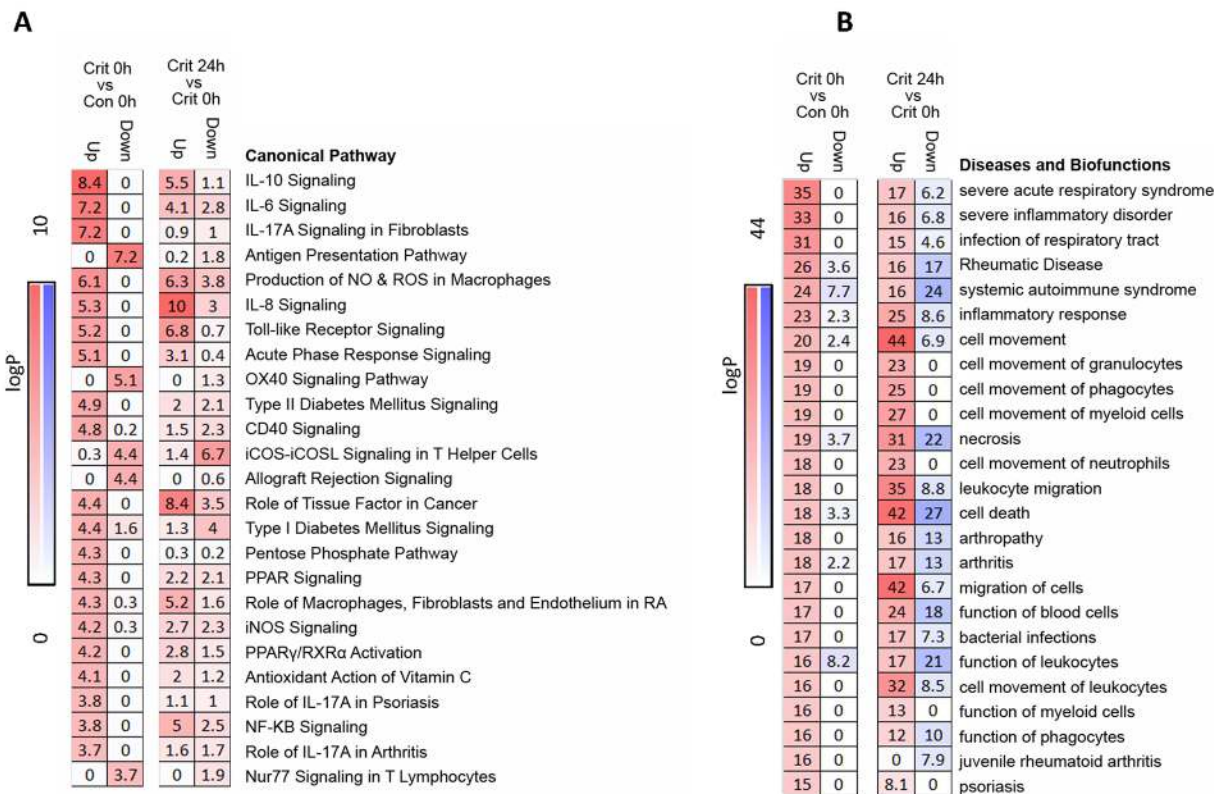 A
Crit 0h
vs
Con 0h
Crit 24h
vs
Crit 0h
Up Down Up Down Canonical Pathway
8.4 0 5.5 1.1 IL-10 Signaling
7.2 0 4.1 2.8 IL-6 Signaling
7.2 0 0.9 1 IL-17A Signaling in Fibroblasts
0 7.2 0.2 1.8 Antigen Presentation Pathway
6.1 0 6.3 3.8 Production of NO & ROS in Macrophages
5.3 0 10 3 IL-8 Signaling
5.2 0 6.8 0.7 Toll-like Receptor Signaling
5.1 0 3.1 0.4 Acute Phase Response Signaling
0 5.1 0 1.3 OX40 Signaling Pathway
4.9 0 2 2.1 Type II Diabetes Mellitus Signaling
4.8 0.2 1.5 2.3 CD40 Signaling
0.3 4.4 1.4 6.7 iCOS-iCOSL Signaling in T Helper Cells
0 4.4 0 0.6 Allograft Rejection Signaling
4.4 0 8.4 3.5 Role of Tissue Factor in Cancer
4.4 1.6 1.3 4 Type I Diabetes Mellitus Signaling
4.3 0 0.3 0.2 Pentose Phosphate Pathway
4.3 0 2.2 2.1 PPAR Signaling
4.3 0.3 5.2 1.6 Role of Macrophages, Fibroblasts and Endothelium in RA
4.2 0.3 2.7 2.3 iNOS Signaling
4.2 0 2.8 1.5 PPARγ/RXRα Activation
4.1 0 2 1.2 Antioxidant Action of Vitamin C
3.8 0 1.1 1 Role of IL-17A in Psoriasis
3.8 0 5 2.5 NF-KB Signaling
3.7 0 1.6 1.7 Role of IL-17A in Arthritis
0 3.7 0 1.9 Nur77 Signaling in T Lymphocytes
10
logP
0
B
Crit 0h
vs
Con 0h
Crit 24h
vs
Crit 0h
Up Down Up Down Diseases and Biofunctions
35 0 17 6.2 severe acute respiratory syndrome
33 0 16 6.8 severe inflammatory disorder
31 0 15 4.6 infection of respiratory tract
26 3.6 16 17 Rheumatic Disease
24 7.7 16 24 systemic autoimmune syndrome
23 2.3 25 8.6 inflammatory response
20 2.4 44 6.9 cell movement
19 0 23 0 cell movement of granulocytes
19 0 25 0 cell movement of phagocytes
19 0 27 0 cell movement of myeloid cells
19 3.7 31 22 necrosis
18 0 23 0 cell movement of neutrophils
18 0 35 8.8 leukocyte migration
18 3.3 42 27 cell death
18 0 16 13 arthropathy
18 2.2 17 13 arthritis
17 0 42 6.7 migration of cells
17 0 24 18 function of blood cells
17 0 17 7.3 bacterial infections
16 8.2 17 21 function of leukocytes
16 0 32 8.5 cell movement of leukocytes
16 0 13 0 function of myeloid cells
16 0 12 10 function of phagocytes
16 0 0 7.9 juvenile rheumatoid arthritis
15 0 8.1 0 psoriasis
44
logP
0